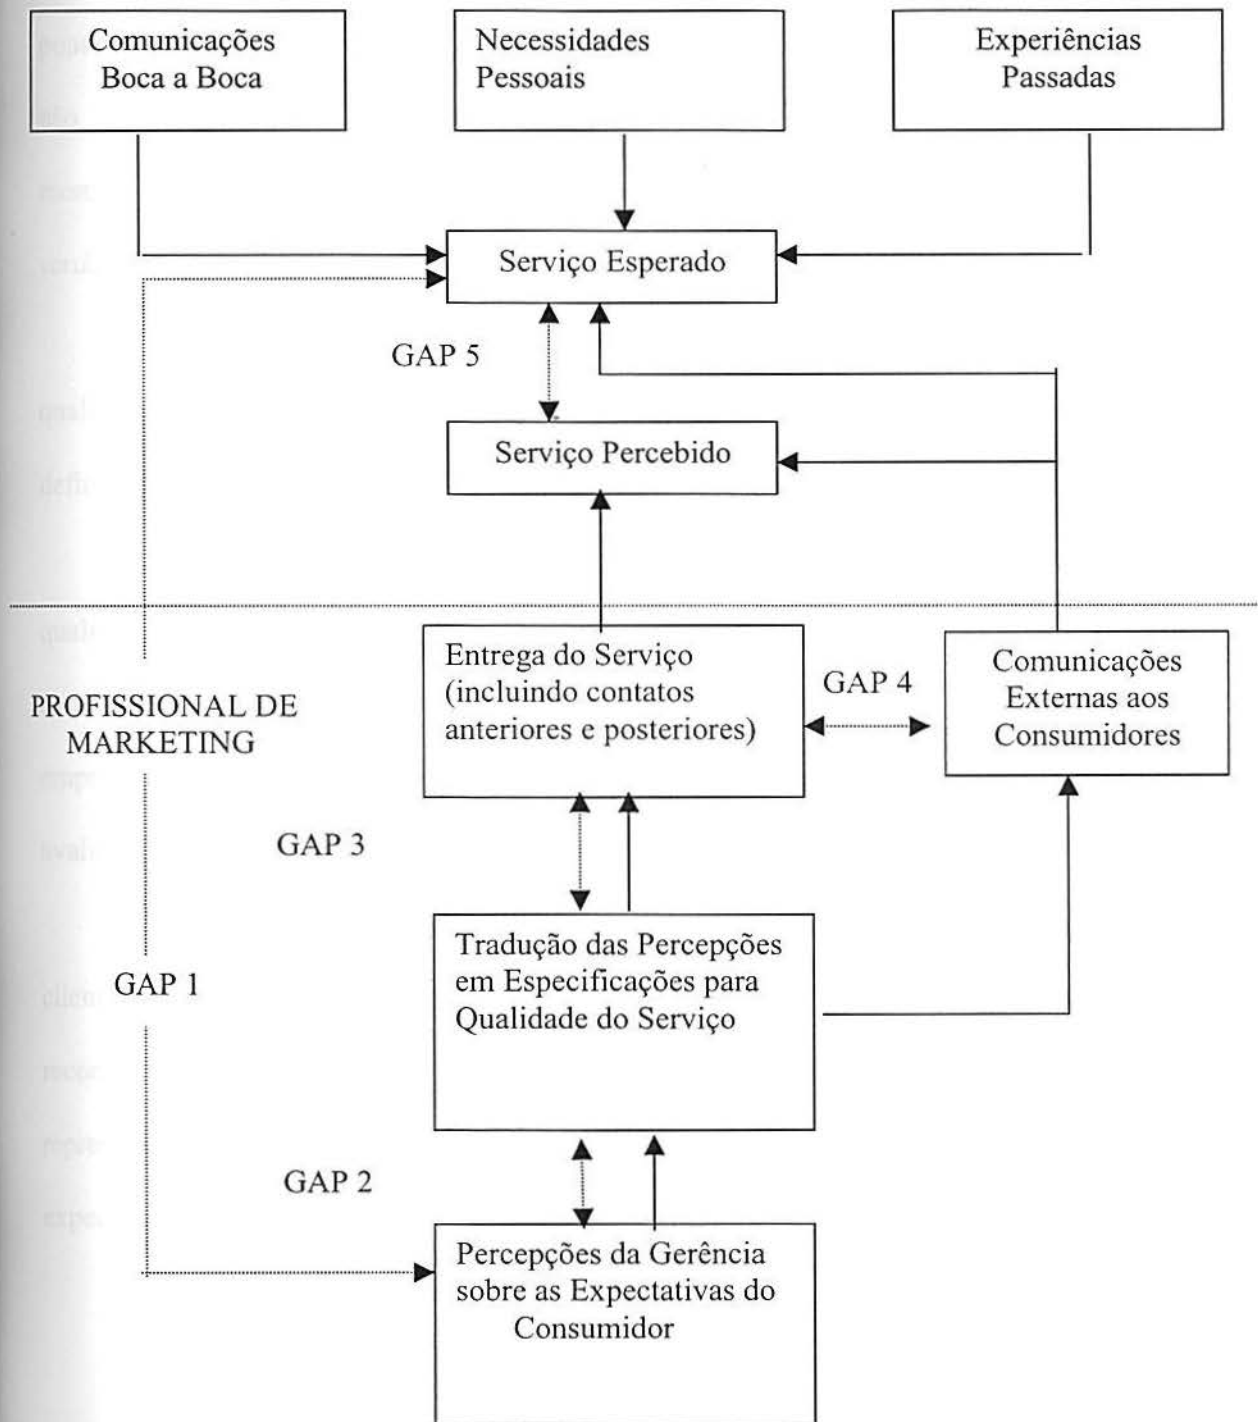 Comunicações
Boca a Boca
Necessidades
Pessoais
Experiências
Passadas
Serviço Esperado
GAP 5
Serviço Percebido
Entrega do Serviço
(incluindo contatos
anteriores e posteriores)
GAP 4
Comunicações
Externas aos
Consumidores
PROFISSIONAL DE
MARKETING
GAP 3
Tradução das Percepções
em Especificações para
Qualidade do Serviço
GAP 1
GAP 2
Percepções da Gerência
sobre as Expectativas do
Consumidor